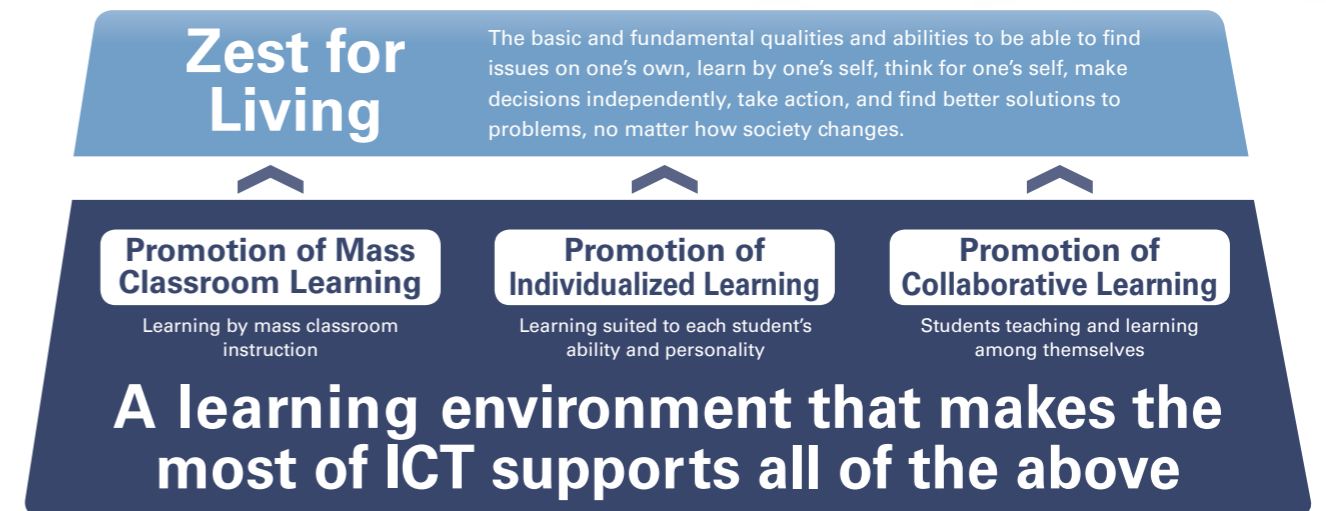 Zest for
Living
The basic and fundamental qualities and abilities to be able to find
issues on one's own, learn by one's self, think for one's self, make
decisions independently, take action, and find better solutions to
problems, no matter how society changes.
Promotion of Mass
Classroom Learning
Learning by mass classroom
instruction
Promotion of
Individualized Learning
Learning suited to each student's
ability and personality
Promotion of
Collaborative Learning
Students teaching and learning
among themselves
A learning environment that makes the
most of ICT supports all of the above